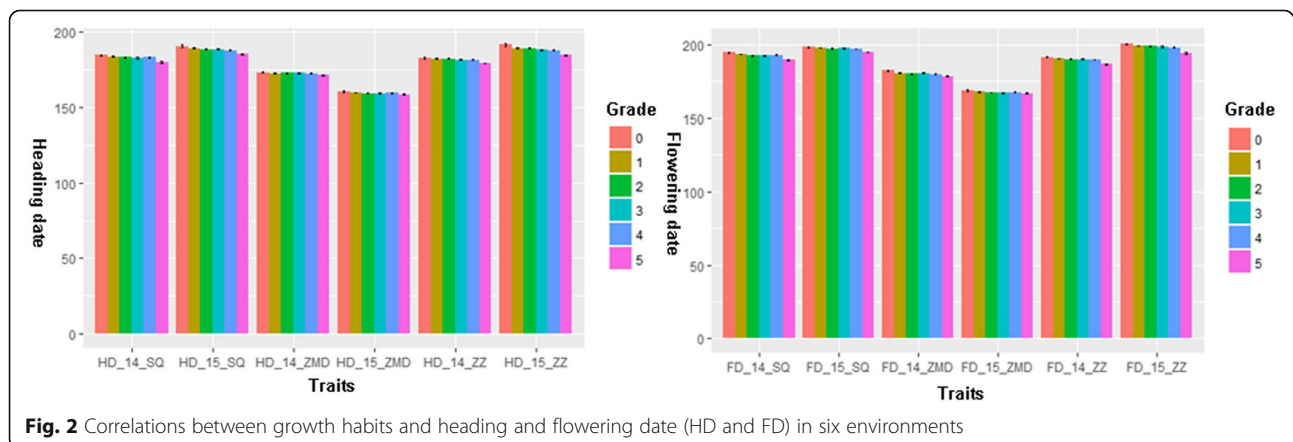 200
150
100
50
0
Heading date
HD_14_SQ HD_15_SQ HD_14_ZMD HD_15_ZMD HD_14_ZZ HD_15_ZZ
Traits
Grade
0
1
2
3
4
5
200
150
100
50
0
Flowering date
FD_14_SQ FD_15_SQ FD_14_ZMD FD_15_ZMD FD_14_ZZ FD_15_ZZ
Traits
Grade
0
1
2
3
4
5
Fig. 2 Correlations between growth habits and heading and flowering date (HD and FD) in six environments